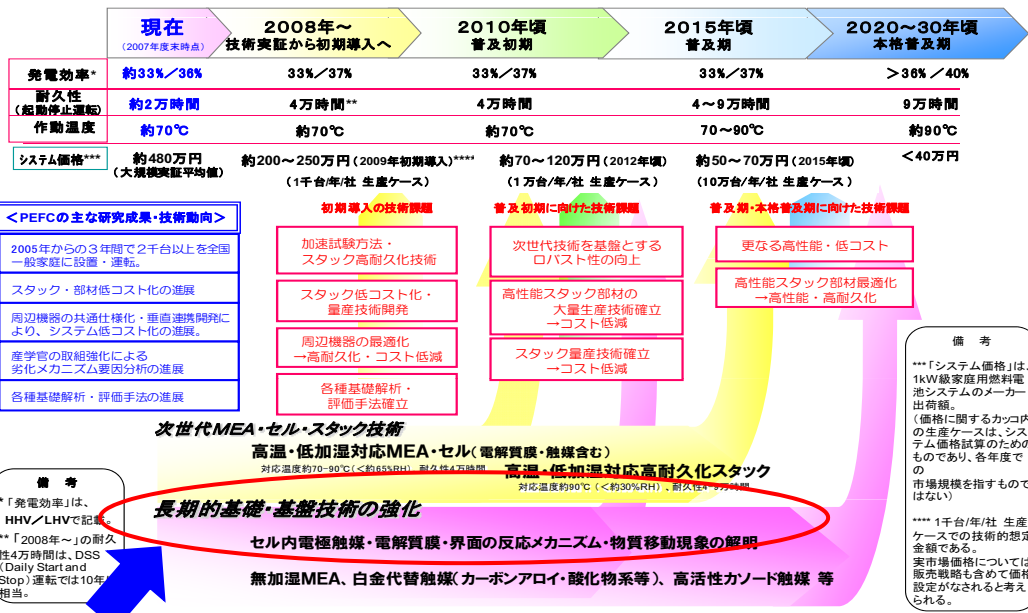 現在
(2007年度末時点)
2008年～
技術実証から初期導入へ
2010年頃
普及初期
2015年頃
普及期
2020～30年頃
本格普及期
発電効率*
約33%／36%
33%／37%
33%／37%
33%／37%
＞36%／40%
耐久性
(起動停止運転)
約2万時間
4万時間**
4万時間
4～9万時間
9万時間
作動温度
約70℃
約70℃
約70℃
70～90℃
約90℃
システム価格***
約480万円
(大規模実証平均値)
約200～250万円(2009年初期導入)****
(1千台/年/社 生産ケース)
約70～120万円(2012年頃)
(1万台/年/社 生産ケース)
約50～70万円(2015年頃)
(10万台/年/社 生産ケース)
＜40万円
＜PEFCの主な研究成果・技術動向＞
2005年からの３年間で２千台以上を全国
一般家庭に設置・運転。
スタック・部材低コスト化の進展
周辺機器の共通仕様化・垂直連携開発に
より、システム低コスト化の進展。
産学官の取組強化による
劣化メカニズム要因分析の進展
各種基礎解析・評価手法の進展
初期導入の技術課題
加速試験方法・
スタック高耐久化技術
スタック低コスト化・
量産技術開発
周辺機器の最適化
→高耐久化・コスト低減
各種基礎解析・
評価手法確立
普及初期に向けた技術課題
次世代技術を基盤とする
ロバスト性の向上
高性能スタック部材の
大量生産技術確立
→コスト低減
スタック量産技術確立
→コスト低減
普及期・本格普及期に向けた技術課題
更なる高性能・低コスト
高性能スタック部材最適化
→高性能・高耐久化
次世代MEA・セル・スタック技術
高温・低加湿対応MEA・セル(電解質膜・触媒含む)
対応温度約70-90℃(＜約65%RH)、耐久性4万時間
高温・低加湿対応高耐久化スタック
対応温度約90℃(＜約30%RH)、耐久性4-9万時間
長期的基礎・基盤技術の強化
セル内電極触媒・電解質膜・界面の反応メカニズム・物質移動現象の解明
無加湿MEA、白金代替触媒(カーボンアロイ・酸化物系等)、高活性カソード触媒 等
備 考
*「発電効率」は、
HHV／LHVで記載。
**「2008年～」の耐久
性4万時間は、DSS
(Daily Start and
Stop)運転では10年
相当。
備 考
***「システム価格」は、
1kW級家庭用燃料電
池システムのメーカー
出荷額。
(価格に関するカッコ内
の生産ケースは、シス
テム価格試算のための
ものであり、各年度で
の
市場規模を指すもので
はない)
**** 1千台/年/社 生産
ケースでの技術的想定
金額である。
実市場価格については
販売戦略も含めて価格
設定がなされると考え
られる。